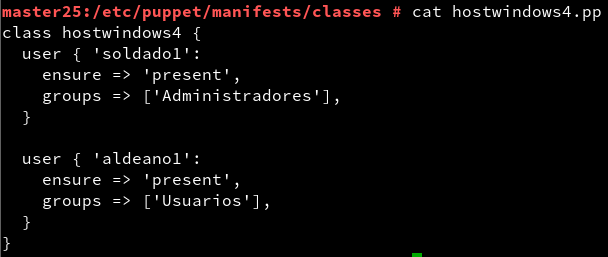 master25:/etc/puppet/manifests/classes # cat hostwindows4.pp
class hostwindows4 {
  user { 'soldado1':
    ensure => 'present',
    groups => ['Administradores'],
  }

  user { 'aldeano1':
    ensure => 'present',
    groups => ['Usuarios'],
  }
}